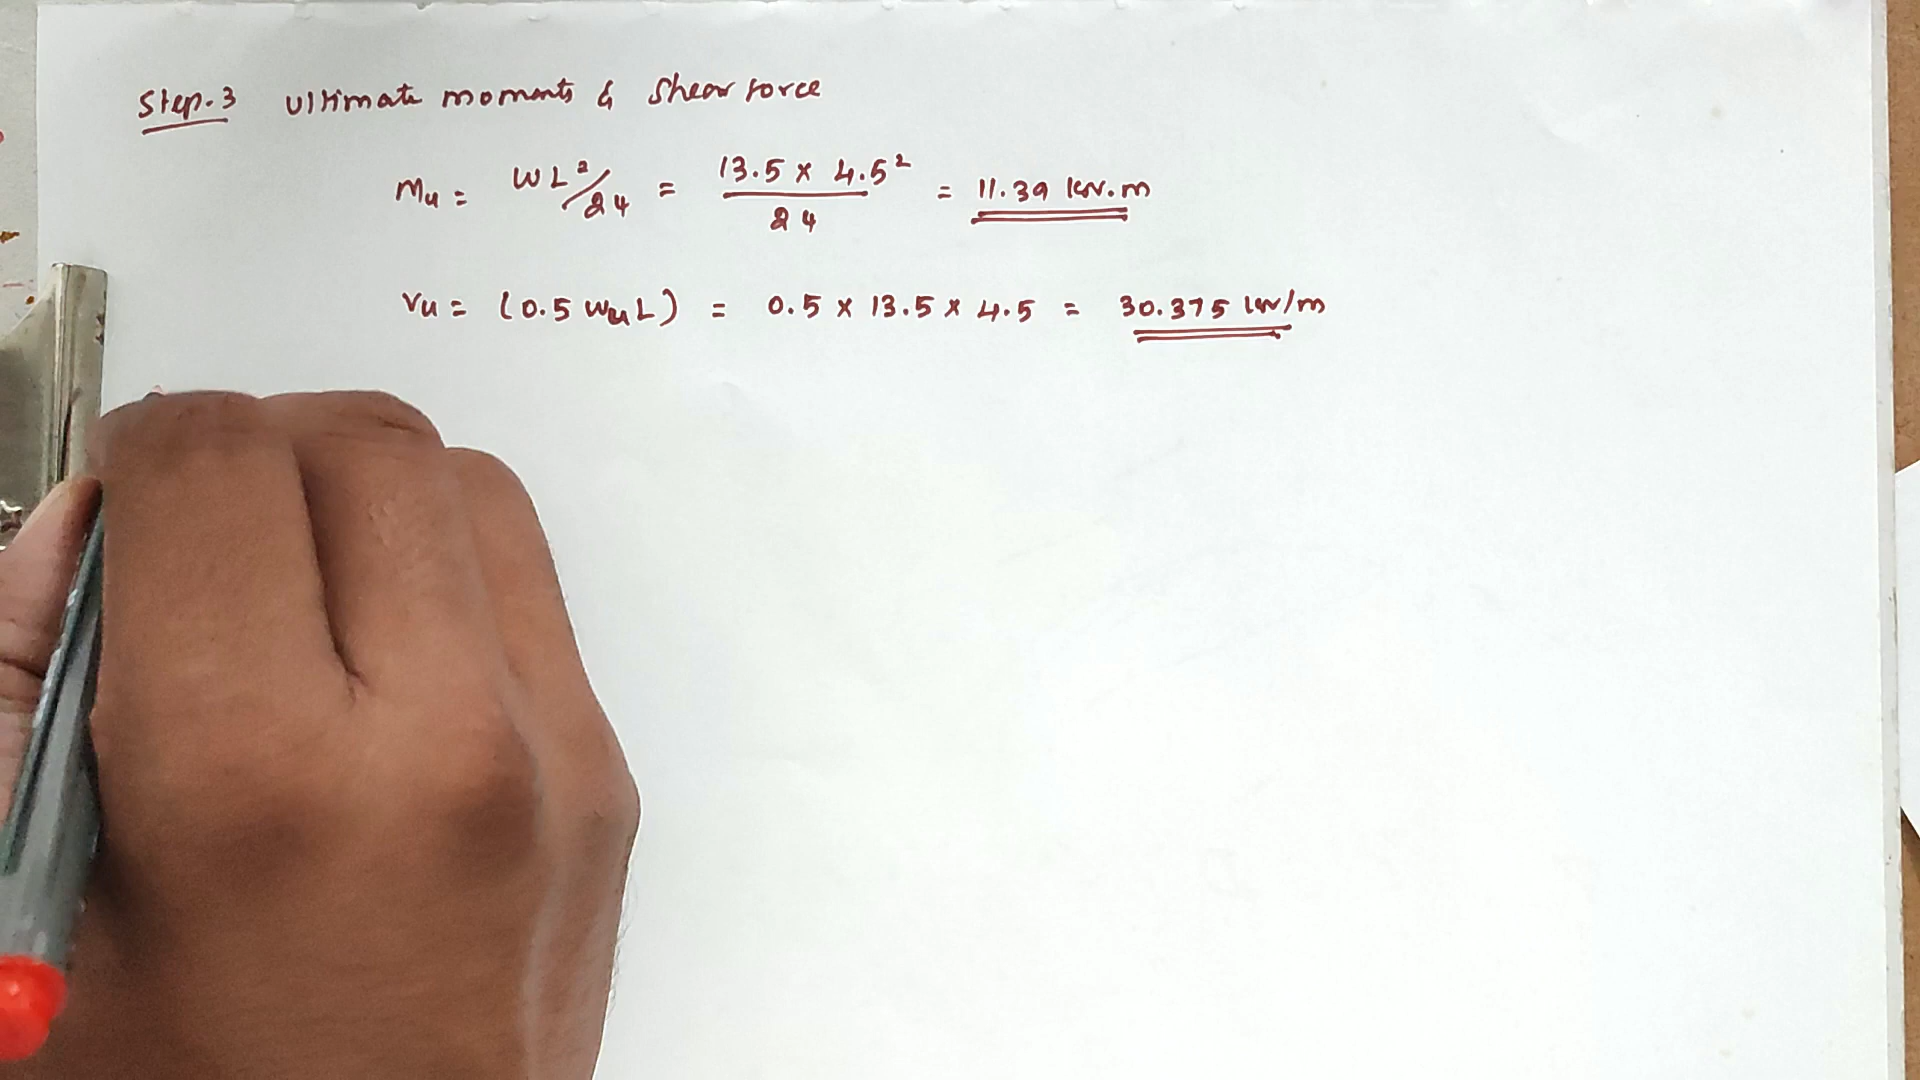 Step.3 Ultimate moments & Shear force
Mu = WL²/24 = 13.5 × 4.5² / 24 = 11.39 kN.m
Vu = (0.5 WuL) = 0.5 × 13.5 × 4.5 = 30.375 kN/m